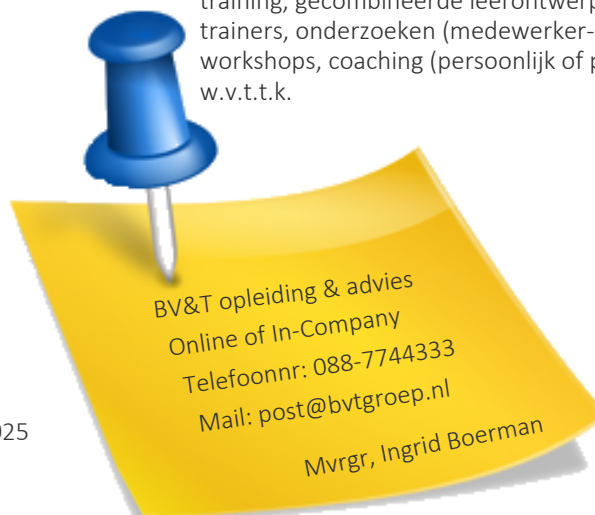 training, gecombineerde leerontwerp
trainers, onderzoeken (medewerker-
workshops, coaching (persoonlijk of p
w.v.t.t.k.
BV&T opleiding & advies
Online of In-Company
Telefoonnr: 088-7744333
Mail: post@bvtgroep.nl
025
Mvrgr, Ingrid Boerman